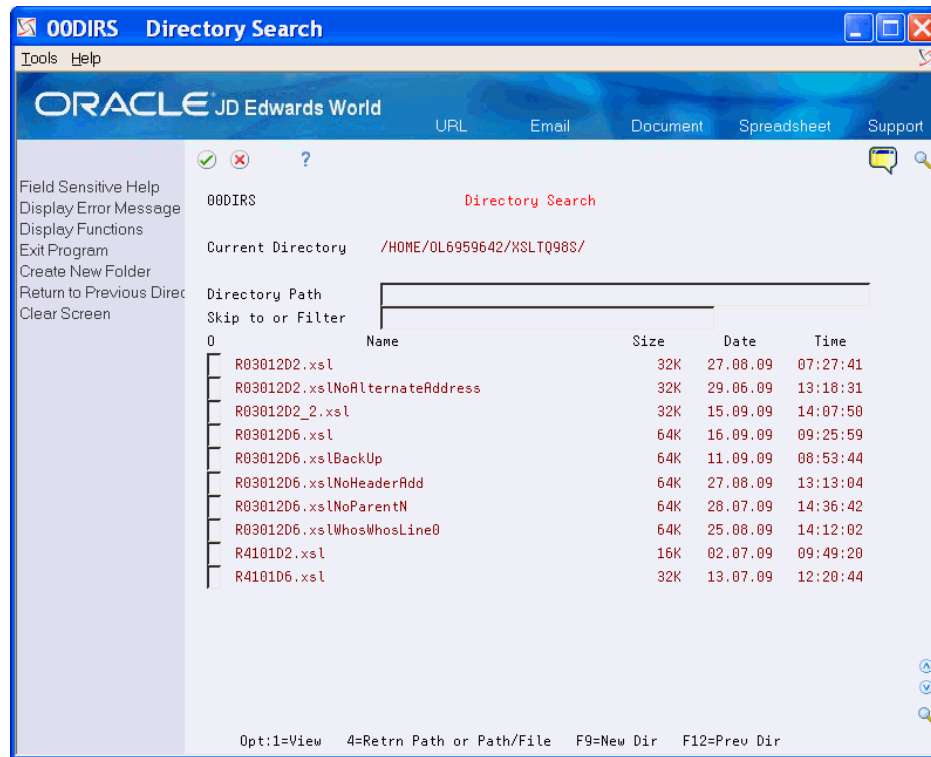 00DIRS Directory Search
Tools Help
ORACLE JD Edwards World
URL Email Document Spreadsheet Support
?
Field Sensitive Help
Display Error Message
Display Functions
Exit Program
Create New Folder
Return to Previous Direc
Clear Screen
00DIRS Directory Search
Current Directory /HOME/OL6959642/XSLTQ98S/
Directory Path
Skip to or Filter
O Name Size Date Time
R03012D2.xsl 32K 27.08.09 07:27:41
R03012D2.xslNoAlternateAddress 32K 29.06.09 13:18:31
R03012D2_2.xsl 32K 15.09.09 14:07:50
R03012D6.xsl 64K 16.09.09 09:25:59
R03012D6.xslBackUp 64K 11.09.09 08:53:44
R03012D6.xslNoHeaderAdd 64K 27.08.09 13:13:04
R03012D6.xslNoParentN 64K 28.07.09 14:36:42
R03012D6.xslWhosWhosLine0 64K 25.08.09 14:12:02
R4101D2.xsl 16K 02.07.09 09:49:20
R4101D6.xsl 32K 13.07.09 12:20:44
Opt:1=View 4=Retrn Path or Path/File F9=New Dir F12=Prev Dir